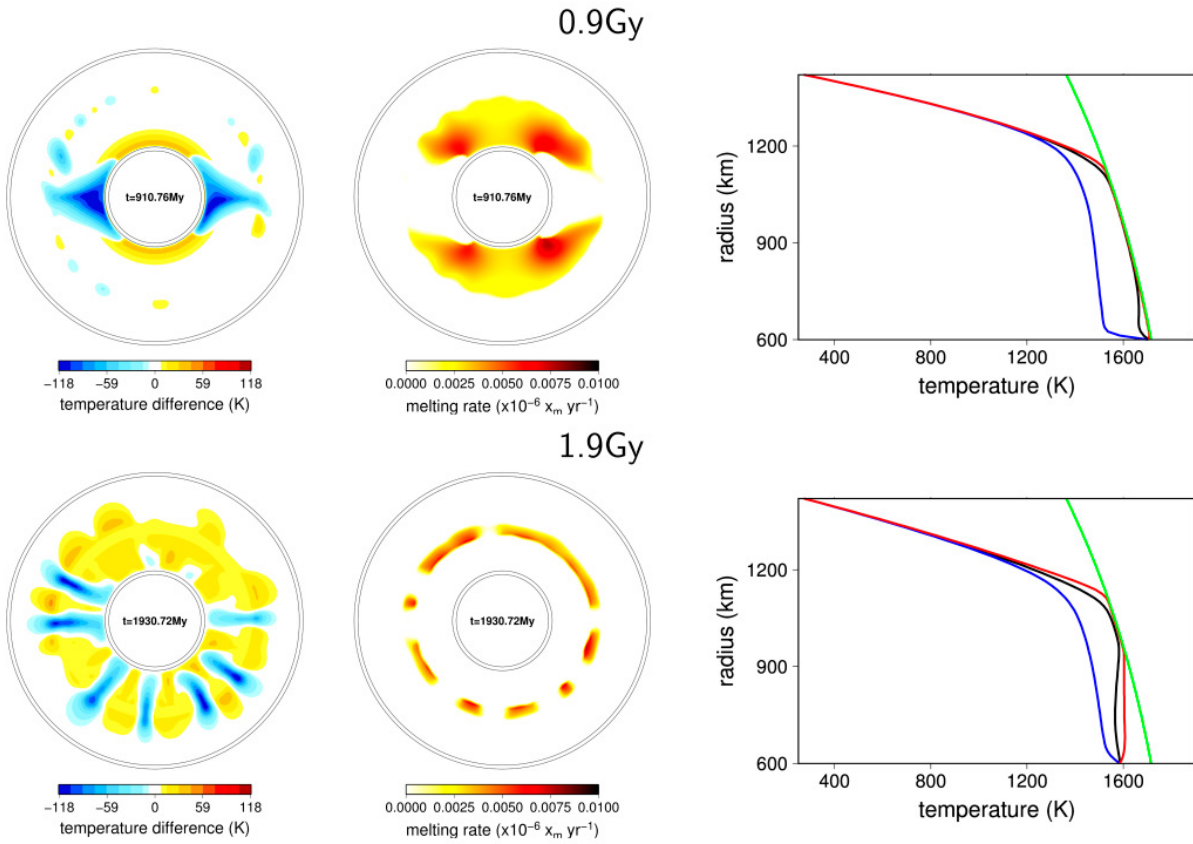 0.9Gy
t=910.76My
t=910.76My
−118 −59 0 59 118
temperature difference (K)
0.0000 0.0025 0.0050 0.0075 0.0100
melting rate (x10⁻⁶ xₘ yr⁻¹)
1200
900
600
radius (km)
400 800 1200 1600
temperature (K)
1.9Gy
t=1930.72My
t=1930.72My
−118 −59 0 59 118
temperature difference (K)
0.0000 0.0025 0.0050 0.0075 0.0100
melting rate (x10⁻⁶ xₘ yr⁻¹)
1200
900
600
radius (km)
400 800 1200 1600
temperature (K)